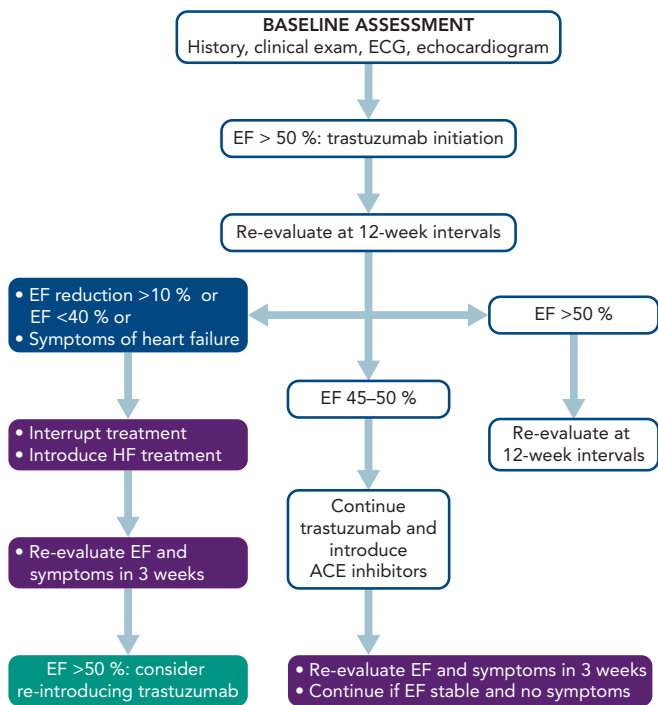 BASELINE ASSESSMENT
History, clinical exam, ECG, echocardiogram
EF > 50 %: trastuzumab initiation
Re-evaluate at 12-week intervals
• EF reduction >10 % or
EF <40 % or
• Symptoms of heart failure
EF >50 %
EF 45–50 %
• Interrupt treatment
• Introduce HF treatment
Re-evaluate at
12-week intervals
Continue
trastuzumab and
introduce
ACE inhibitors
• Re-evaluate EF and
symptoms in 3 weeks
EF >50 %: consider
re-introducing trastuzumab
• Re-evaluate EF and symptoms in 3 weeks
• Continue if EF stable and no symptoms